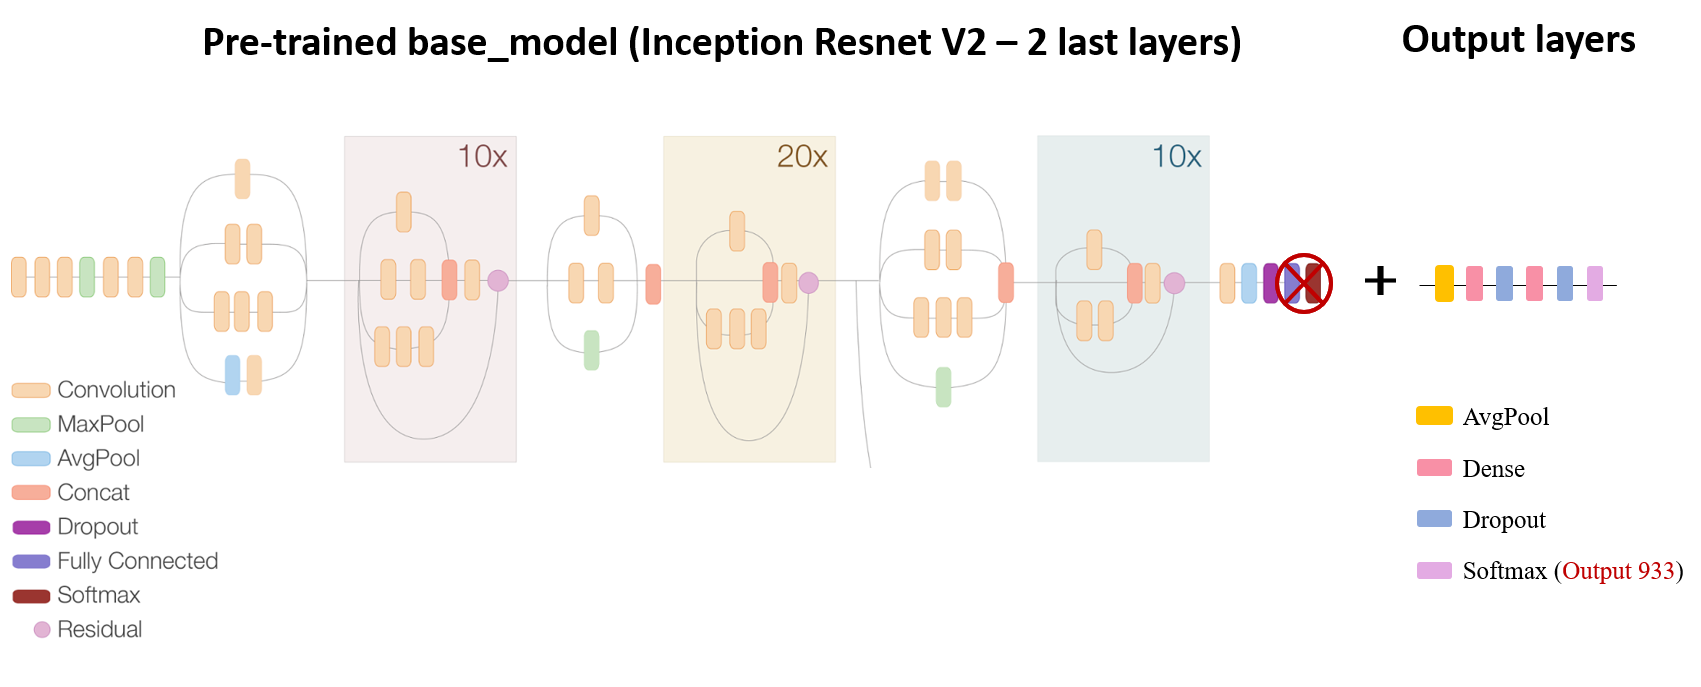 Pre-trained base_model (Inception Resnet V2 – 2 last layers)
Output layers
10x
20x
10x
Convolution
MaxPool
AvgPool
Concat
Dropout
Fully Connected
Softmax
Residual
+
AvgPool
Dense
Dropout
Softmax (Output 933)